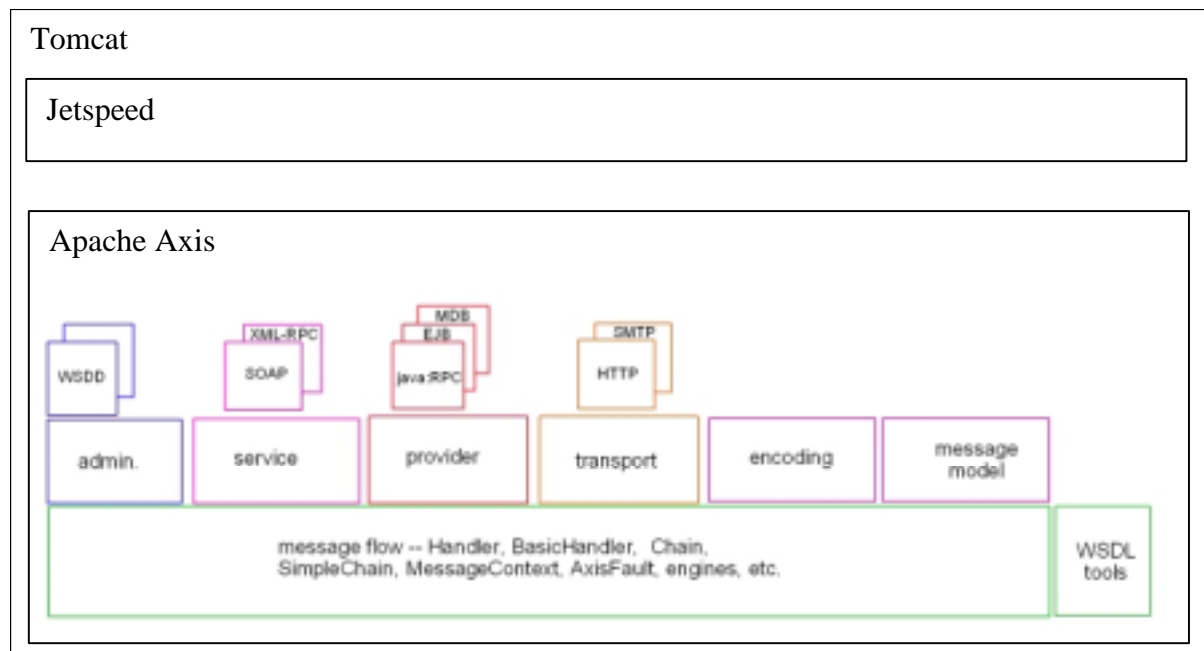 Tomcat
Jetspeed
Apache Axis
MDB
XML-RPC
EJB
SMTP
WSDD
SOAP
java:RPC
HTTP
admin.
service
provider
transport
encoding
message
model
message flow -- Handler, BasicHandler, Chain,
SimpleChain, MessageContext, AxisFault, engines, etc.
WSDL
tools